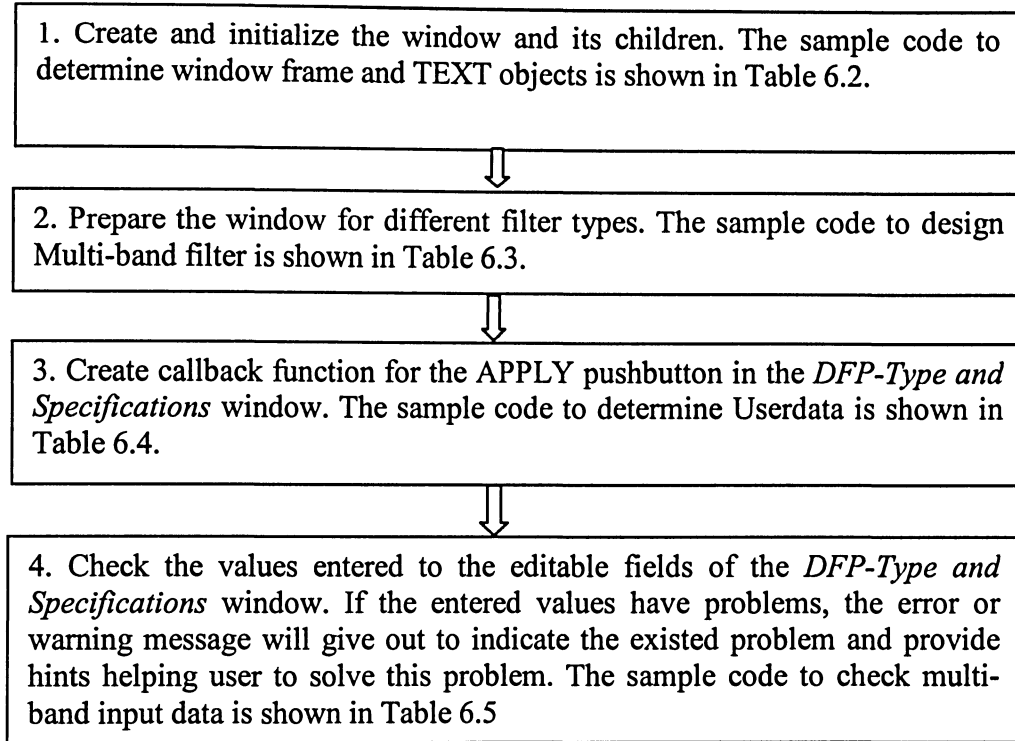 1. Create and initialize the window and its children. The sample code to
determine window frame and TEXT objects is shown in Table 6.2.
2. Prepare the window for different filter types. The sample code to design
Multi-band filter is shown in Table 6.3.
3. Create callback function for the APPLY pushbutton in the DFP-Type and
Specifications window. The sample code to determine Userdata is shown in
Table 6.4.
4. Check the values entered to the editable fields of the DFP-Type and
Specifications window. If the entered values have problems, the error or
warning message will give out to indicate the existed problem and provide
hints helping user to solve this problem. The sample code to check multi-
band input data is shown in Table 6.5